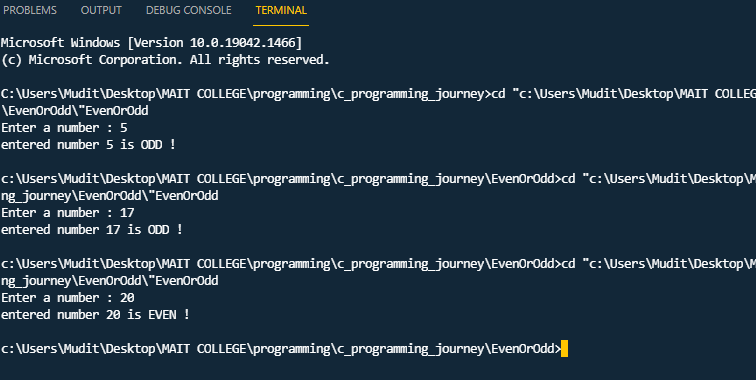 PROBLEMS OUTPUT DEBUG CONSOLE TERMINAL
Microsoft Windows [Version 10.0.19042.1466]
(c) Microsoft Corporation. All rights reserved.
C:\Users\Mudit\Desktop\MAIT COLLEGE\programming\c_programming_journey>cd "c:\Users\Mudit\Desktop\MAIT COLLEG
\EvenOrOdd\"EvenOrOdd
Enter a number : 5
entered number 5 is ODD !
c:\Users\Mudit\Desktop\MAIT COLLEGE\programming\c_programming_journey\EvenOrOdd>cd "c:\Users\Mudit\Desktop\M
ng_journey\EvenOrOdd\"EvenOrOdd
Enter a number : 17
entered number 17 is ODD !
c:\Users\Mudit\Desktop\MAIT COLLEGE\programming\c_programming_journey\EvenOrOdd>cd "c:\Users\Mudit\Desktop\M
ng_journey\EvenOrOdd\"EvenOrOdd
Enter a number : 20
entered number 20 is EVEN !
c:\Users\Mudit\Desktop\MAIT COLLEGE\programming\c_programming_journey\EvenOrOdd>